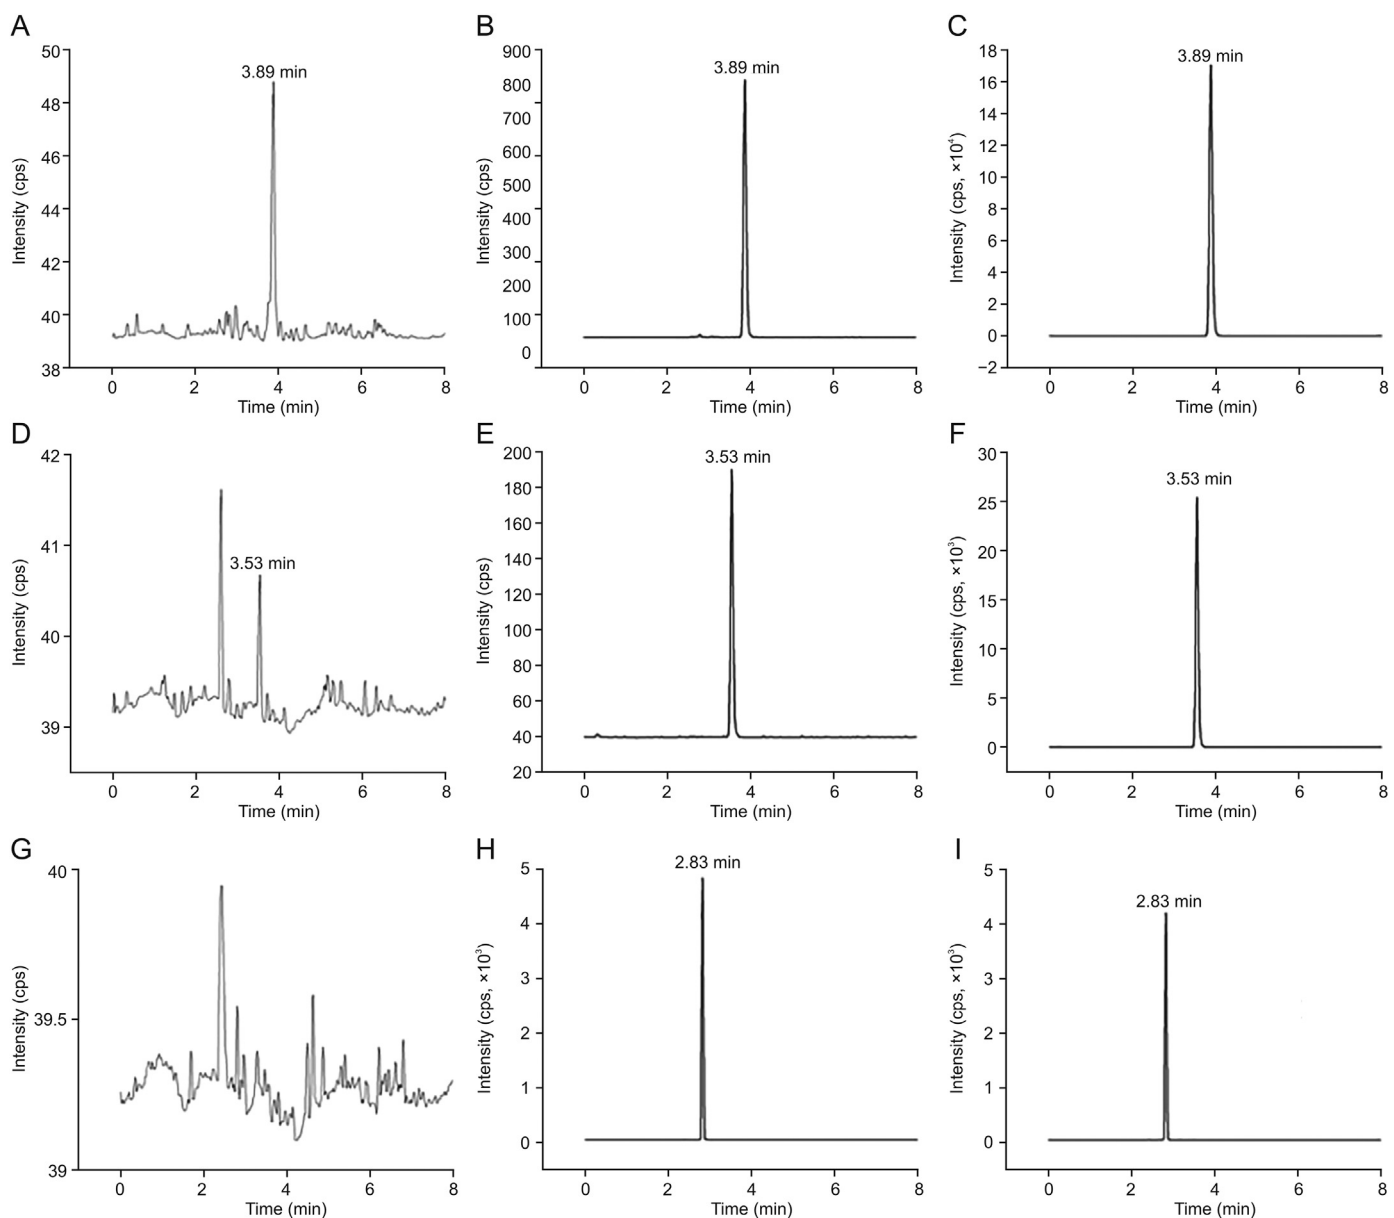 A
50
48
46
44
42
40
38
Intensity (cps)
3.89 min
0 2 4 6 8
Time (min)
B
900
800
700
600
500
400
300
200
100
0
Intensity (cps)
3.89 min
0 2 4 6 8
Time (min)
C
18
16
14
12
10
8
6
4
2
0
−2
Intensity (cps, ×10⁴)
3.89 min
0 2 4 6 8
Time (min)
D
42
41
40
39
Intensity (cps)
3.53 min
0 2 4 6 8
Time (min)
E
200
180
160
140
120
100
80
60
40
20
Intensity (cps)
3.53 min
0 2 4 6 8
Time (min)
F
30
25
20
15
10
5
0
Intensity (cps, ×10³)
3.53 min
0 2 4 6 8
Time (min)
G
40
39.5
39
Intensity (cps)
0 2 4 6 8
Time (min)
H
5
4
3
2
1
0
Intensity (cps, ×10³)
2.83 min
0 2 4 6 8
Time (min)
I
5
4
3
2
1
0
Intensity (cps, ×10³)
2.83 min
0 2 4 6 8
Time (min)